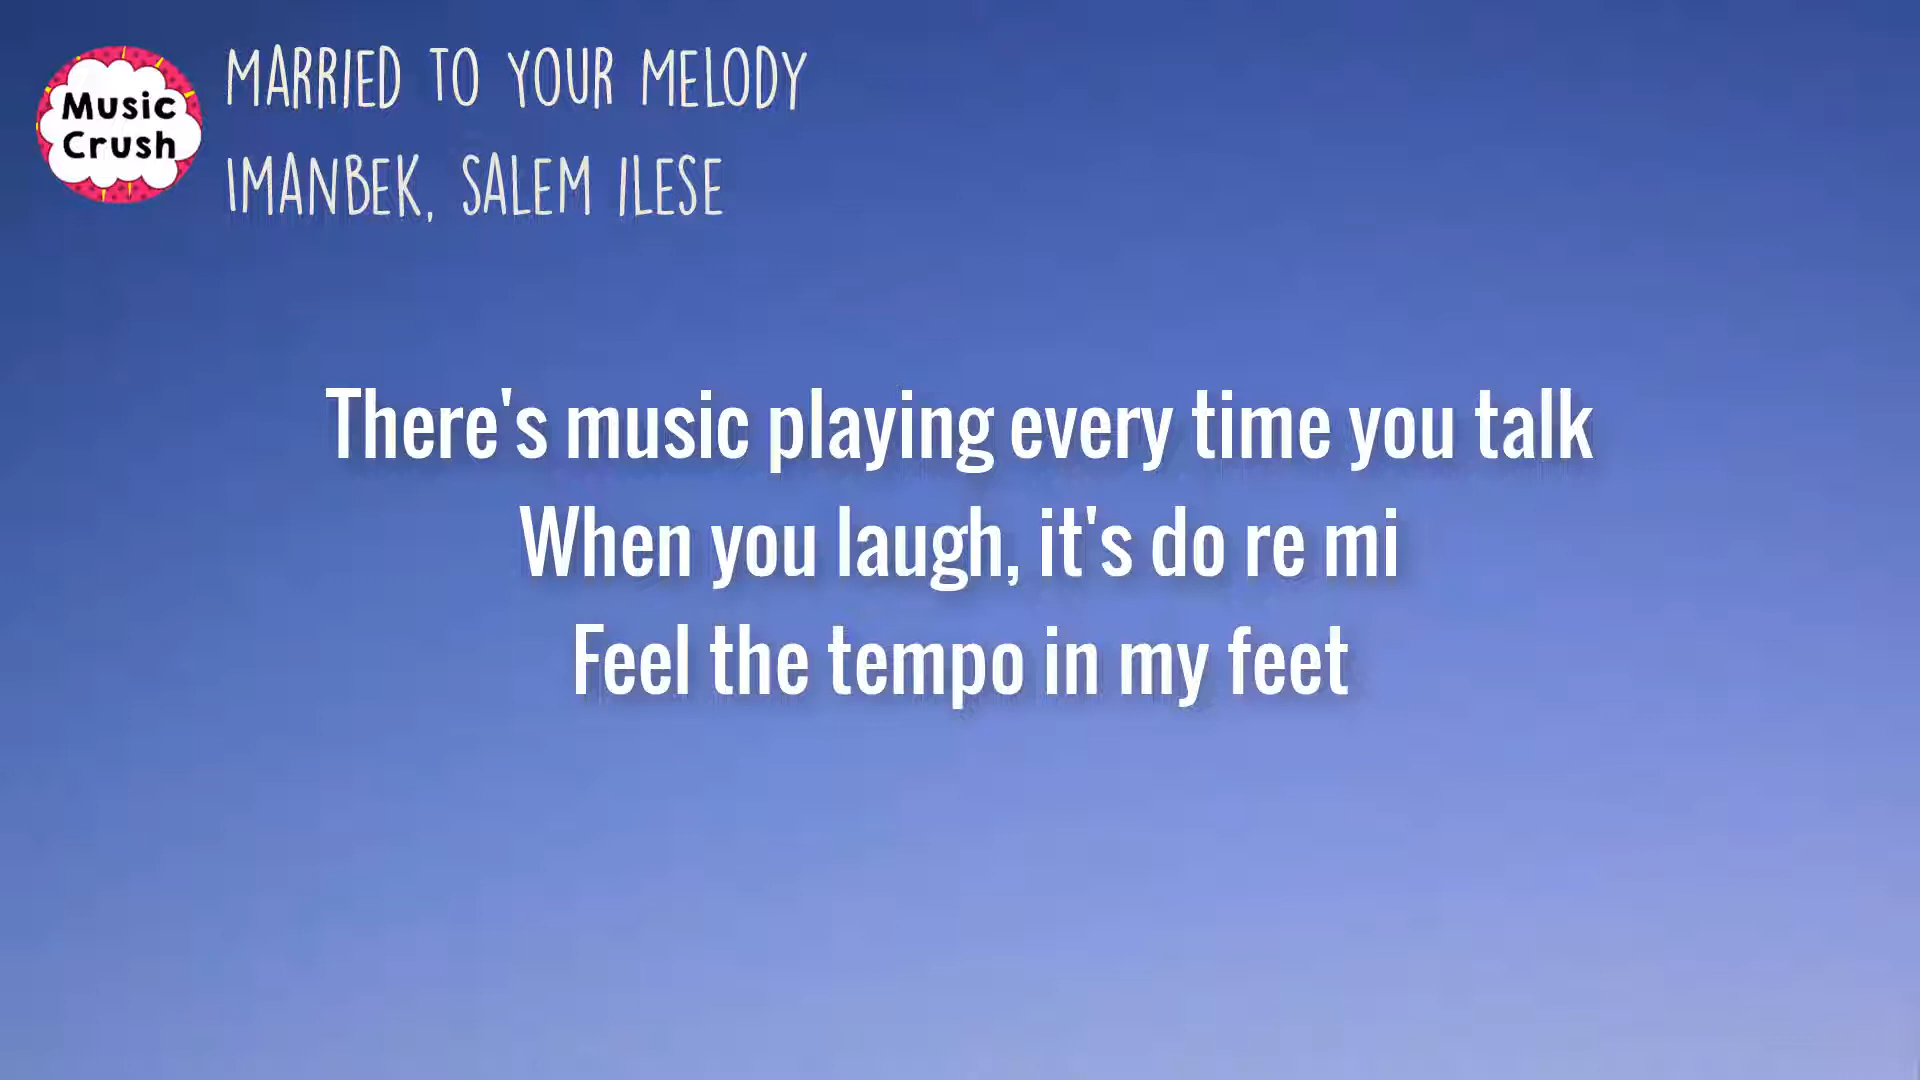 Music
Crush
MARRIED TO YOUR MELODY
IMANBEK, SALEM ILESE
There's music playing every time you talk
When you laugh, it's do re mi
Feel the tempo in my feet